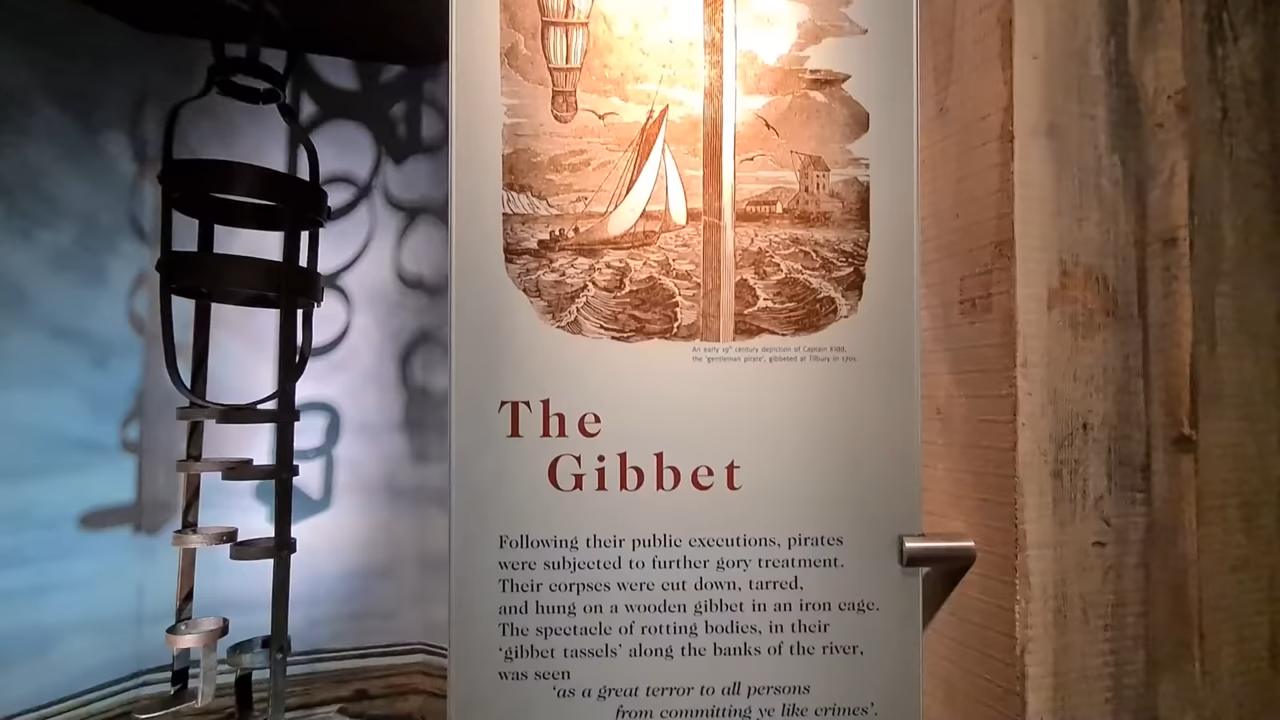 An early 19th century depiction of Captain Kidd,
the 'gentleman pirate', gibbeted at Tilbury in 1701.
The
Gibbet
Following their public executions, pirates
were subjected to further gory treatment.
Their corpses were cut down, tarred,
and hung on a wooden gibbet in an iron cage.
The spectacle of rotting bodies, in their
‘gibbet tassels’ along the banks of the river,
was seen
‘as a great terror to all persons
from committing ye like crimes’.